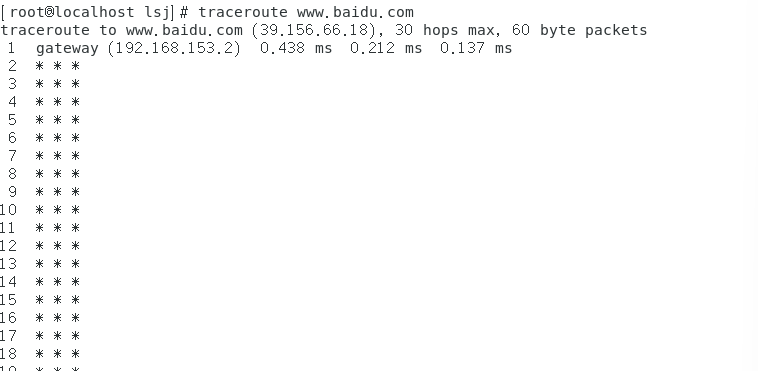 [root@localhost lsj]# traceroute www.baidu.com
traceroute to www.baidu.com (39.156.66.18), 30 hops max, 60 byte packets
 1  gateway (192.168.153.2)  0.438 ms  0.212 ms  0.137 ms
 2  * * *
 3  * * *
 4  * * *
 5  * * *
 6  * * *
 7  * * *
 8  * * *
 9  * * *
10  * * *
11  * * *
12  * * *
13  * * *
14  * * *
15  * * *
16  * * *
17  * * *
18  * * *
19  * * *